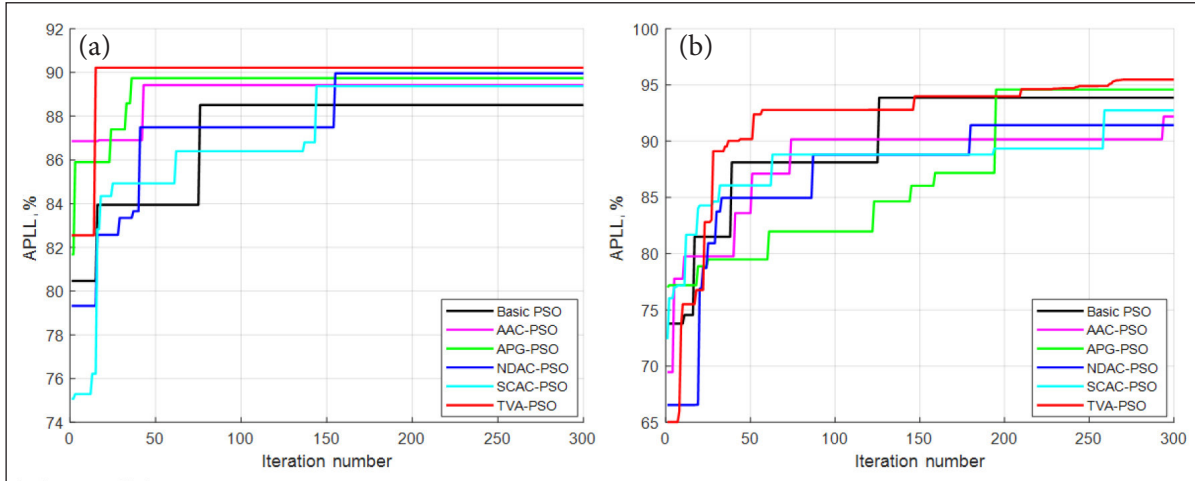 (a)
92
90
88
86
84
82
80
78
76
74
APLL, %
0 50 100 150 200 250 300
Iteration number
Basic PSO
AAC-PSO
APG-PSO
NDAC-PSO
SCAC-PSO
TVA-PSO
(b)
100
95
90
85
80
75
70
65
APLL, %
0 50 100 150 200 250 300
Iteration number
Basic PSO
AAC-PSO
APG-PSO
NDAC-PSO
SCAC-PSO
TVA-PSO